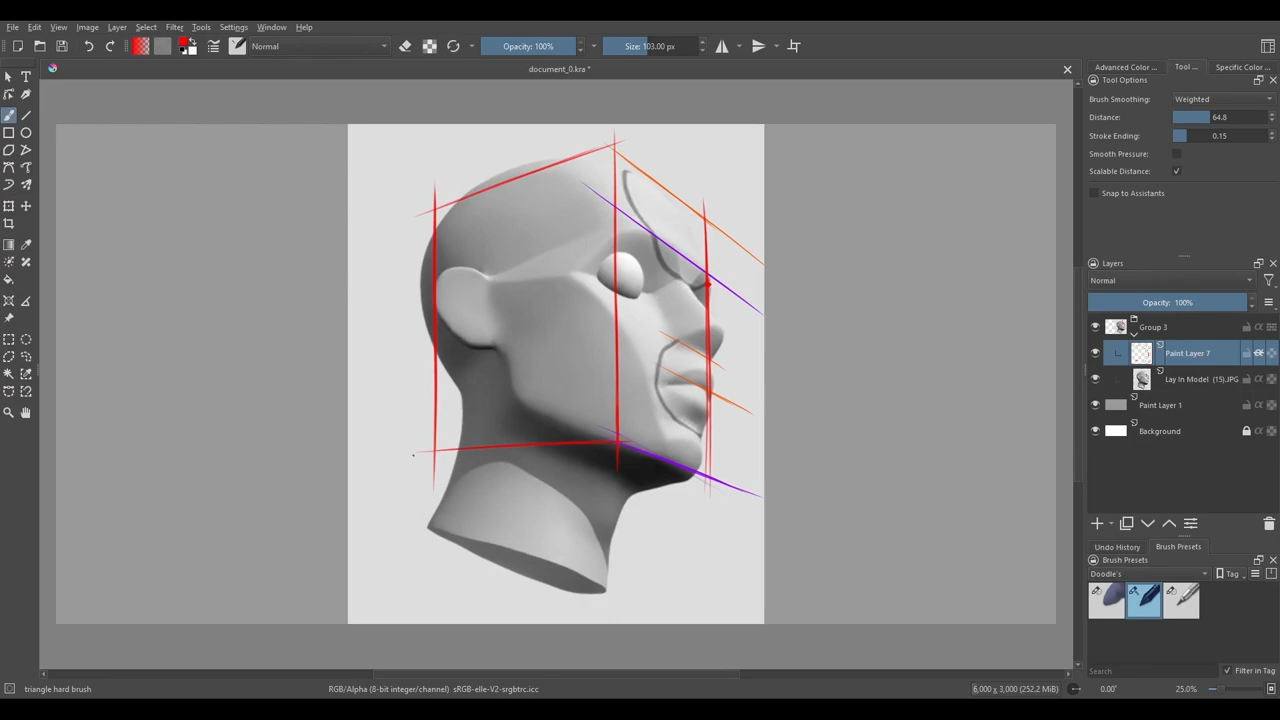 File Edit View Image Layer Select Filter Tools Settings Window Help
Normal Opacity: 100% Size: 103.00 px
document_0.kra *
Advanced Color ... Tool ... Specific Color ...
Tool Options
Brush Smoothing: Weighted
Distance: 64.8
Stroke Ending: 0.15
Smooth Pressure:
Scalable Distance:
Snap to Assistants
Layers
Normal
Opacity: 100%
Group 3
Paint Layer 7
Lay In Model (15).JPG
Paint Layer 1
Background
Undo History Brush Presets
Brush Presets
Doodle's Tag
Search Filter in Tag
triangle hard brush RGB/Alpha (8-bit integer/channel) sRGB-elle-V2-srgbtrc.icc 6,000 x 3,000 (252.2 MiB) 0.00° 25.0%